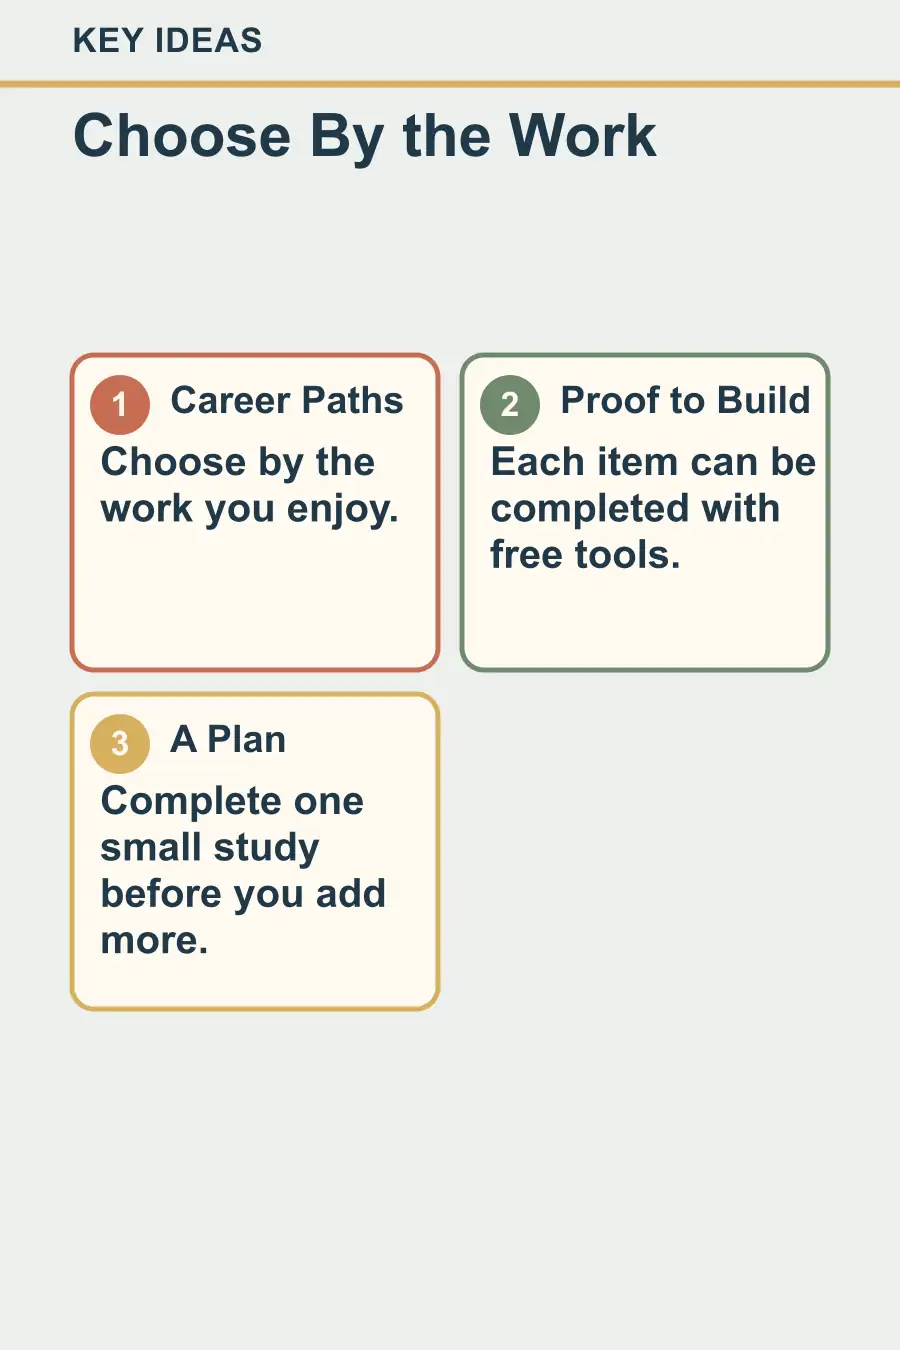 KEY IDEAS
Choose By the Work
1 Career Paths
Choose by the
work you enjoy.
2 Proof to Build
Each item can be
completed with
free tools.
3 A Plan
Complete one
small study
before you add
more.